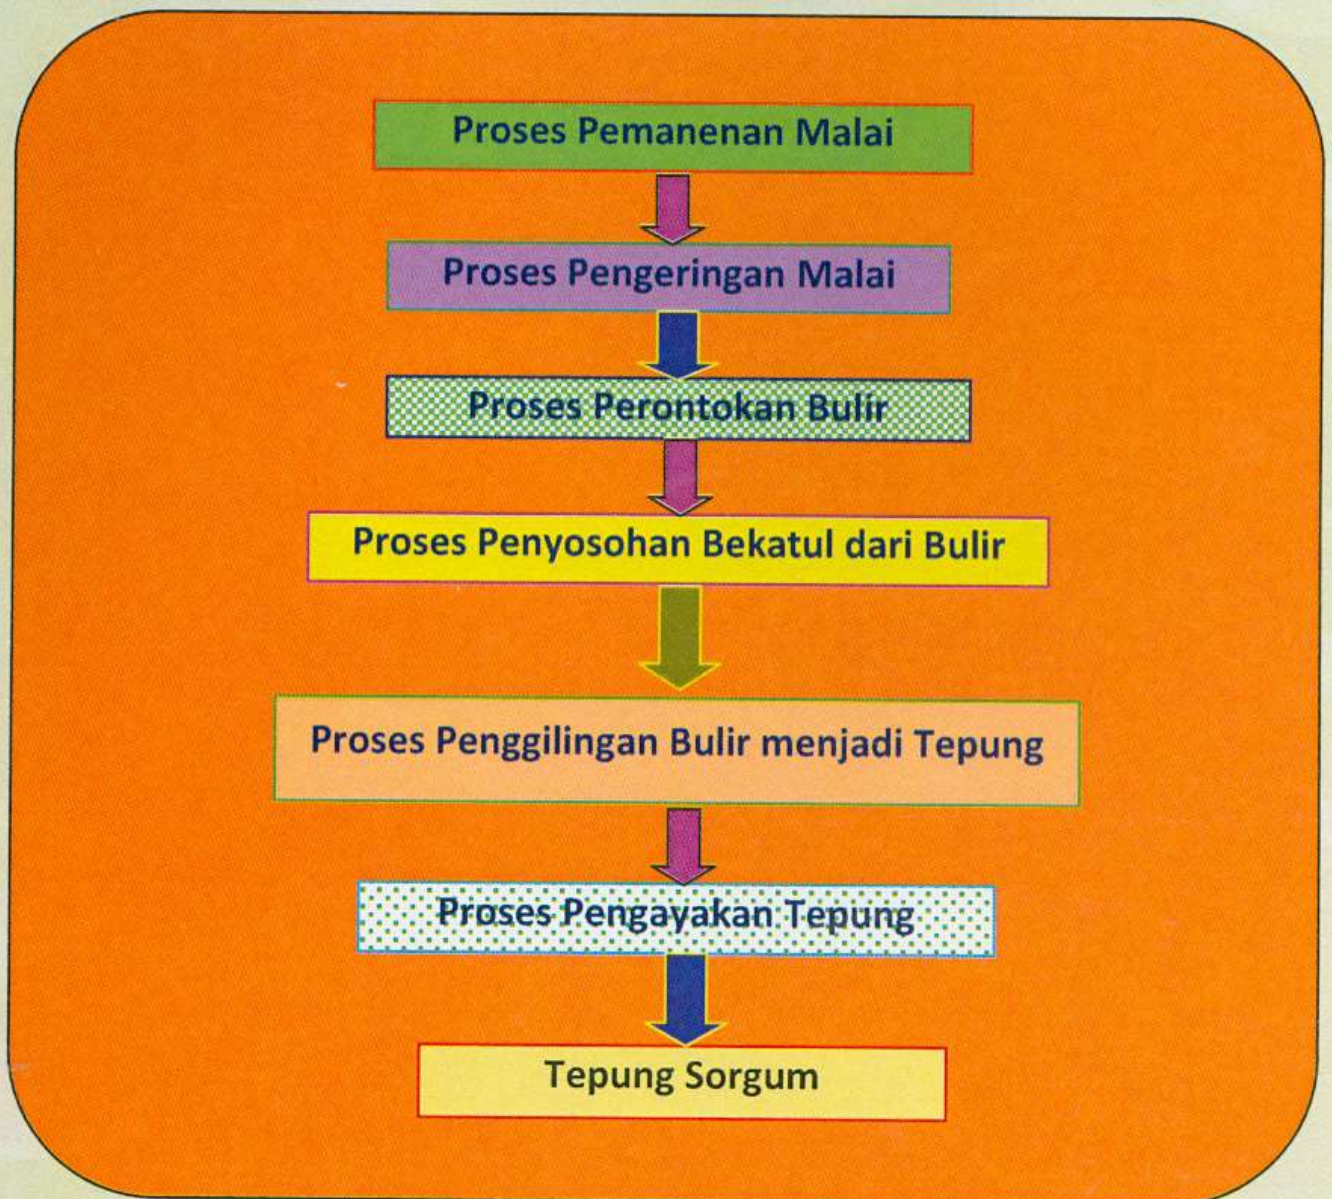 Proses Pemanenan Malai
Proses Pengeringan Malai
Proses Perontokan Bulir
Proses Penyosohan Bekatul dari Bulir
Proses Penggilingan Bulir menjadi Tepung
Proses Pengayakan Tepung
Tepung Sorgum